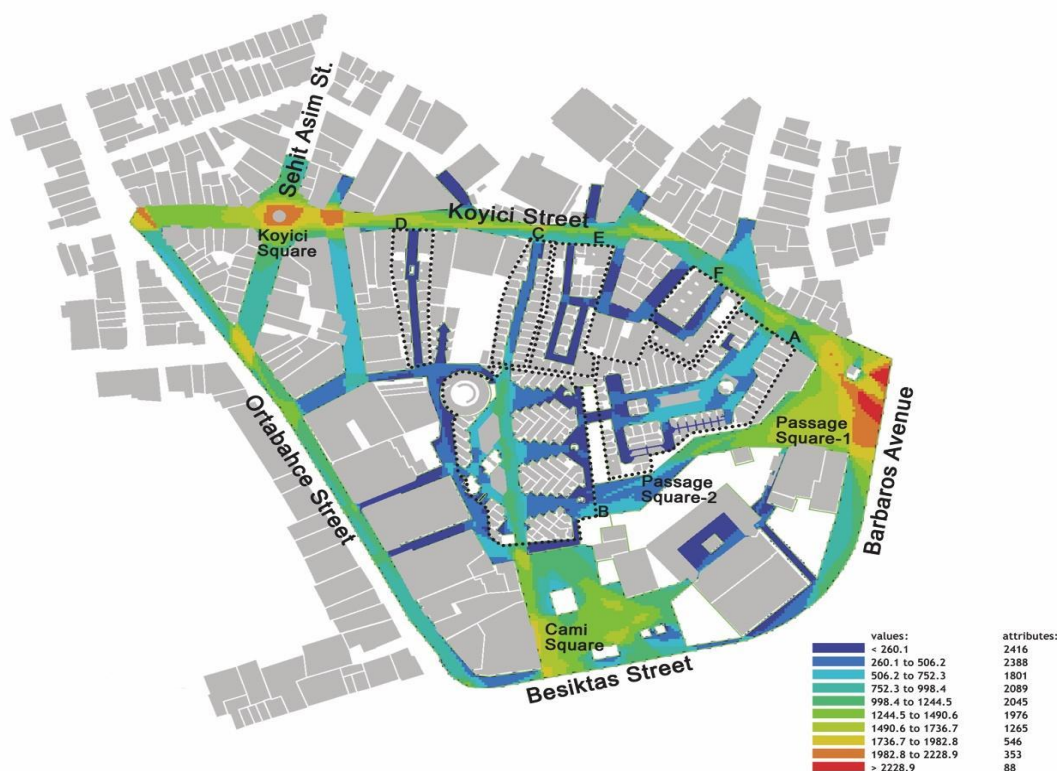 Sehit Asim St.
Koyici
Square
D
Koyici Street
C
E
F
A
Ortabahce Street
Passage
Square-1
Passage
Square-2
B
Barbaros Avenue
Cami
Square
Besiktas Street
values: attributes:
< 260.1 2416
260.1 to 506.2 2388
506.2 to 752.3 1801
752.3 to 998.4 2089
998.4 to 1244.5 2045
1244.5 to 1490.6 1976
1490.6 to 1736.7 1265
1736.7 to 1982.8 546
1982.8 to 2228.9 353
> 2228.9 88